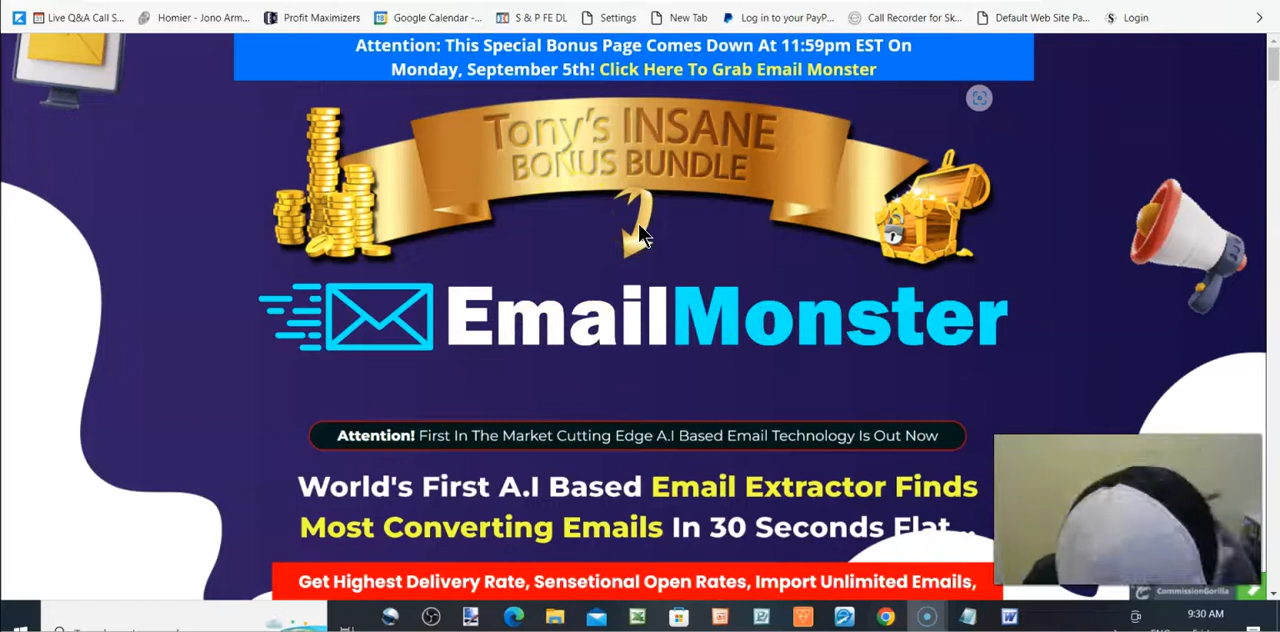 Live Q&A Call S...
Homier - Jono Arm...
Profit Maximizers
Google Calendar -...
S & P FE DL
Settings
New Tab
Log in to your PayP...
Call Recorder for Sk...
Default Web Site Pa...
Login
Attention: This Special Bonus Page Comes Down At 11:59pm EST On
Monday, September 5th! Click Here To Grab Email Monster
Tony's INSANE
BONUS BUNDLE
EmailMonster
Attention! First In The Market Cutting Edge A.I Based Email Technology Is Out Now
World's First A.I Based Email Extractor Finds
Most Converting Emails In 30 Seconds Flat...
Get Highest Delivery Rate, Sensetional Open Rates, Import Unlimited Emails,
CommissionGorilla
9:30 AM